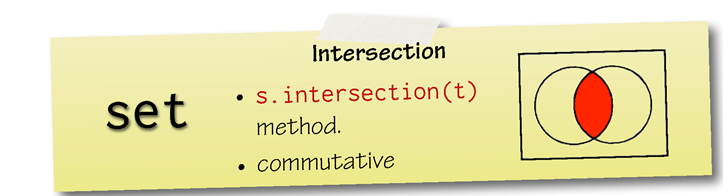 Intersection
set
• s.intersection(t)
method.
• commutative